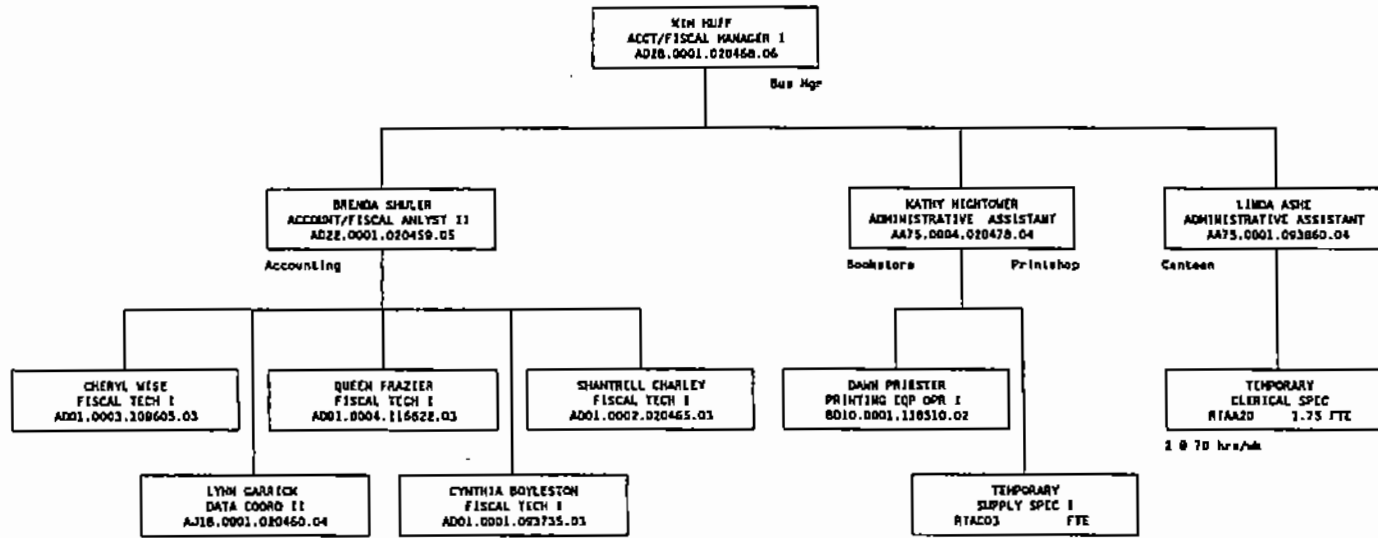 KIM HUFF
ACCT/FISCAL MANAGER I
AD28.0001.020468.06
Bus Mgr
BRENDA SHULER
ACCOUNT/FISCAL ANLYST II
AD22.0001.020459.05
Accounting
KATHY HIGHTOWER
ADMINISTRATIVE ASSISTANT
AA75.0004.020478.04
Bookstore Printshop
LINDA ASHE
ADMINISTRATIVE ASSISTANT
AA75.0001.093860.04
Canteen
CHERYL WISE
FISCAL TECH I
AD01.0003.109605.03
QUEEN FRAZIER
FISCAL TECH I
AD01.0004.116622.03
SHANTRELL CHARLEY
FISCAL TECH I
AD01.0002.020465.03
DAWN PRIESTER
PRINTING EQP OPR I
BD10.0001.118510.02
TEMPORARY
CLERICAL SPEC
RTAA20 1.75 FTE
2 @ 70 hrs/wk
LYNN GARRICK
DATA COORD II
AJ18.0001.020460.04
CYNTHIA BOYLESTON
FISCAL TECH I
AD01.0001.093735.03
TEMPORARY
SUPPLY SPEC I
RTAC03 FTE